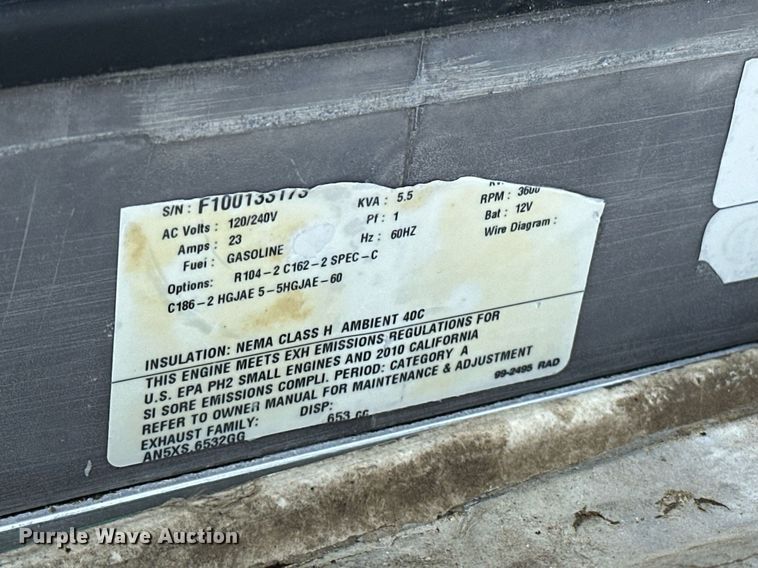 S/N : F100133173 KVA : 5.5
AC Volts : 120/240V Pf : 1 RPM : 3600
Amps : 23 Hz : 60HZ Bat : 12V
Fuel : GASOLINE Wire Diagram :
Options: R104-2 C162-2 SPEC-C
C186-2 HGJAE 5-5HGJAE-60
INSULATION: NEMA CLASS H AMBIENT 40C
THIS ENGINE MEETS EXH EMISSIONS REGULATIONS FOR
U.S. EPA PH2 SMALL ENGINES AND 2010 CALIFORNIA
SI SORE EMISSIONS COMPLI. PERIOD: CATEGORY A
REFER TO OWNER MANUAL FOR MAINTENANCE & ADJUSTMENT
EXHAUST FAMILY: DISP: 99-2495 RAD
AN5XS.6532GG 653 cc
Purple Wave Auction